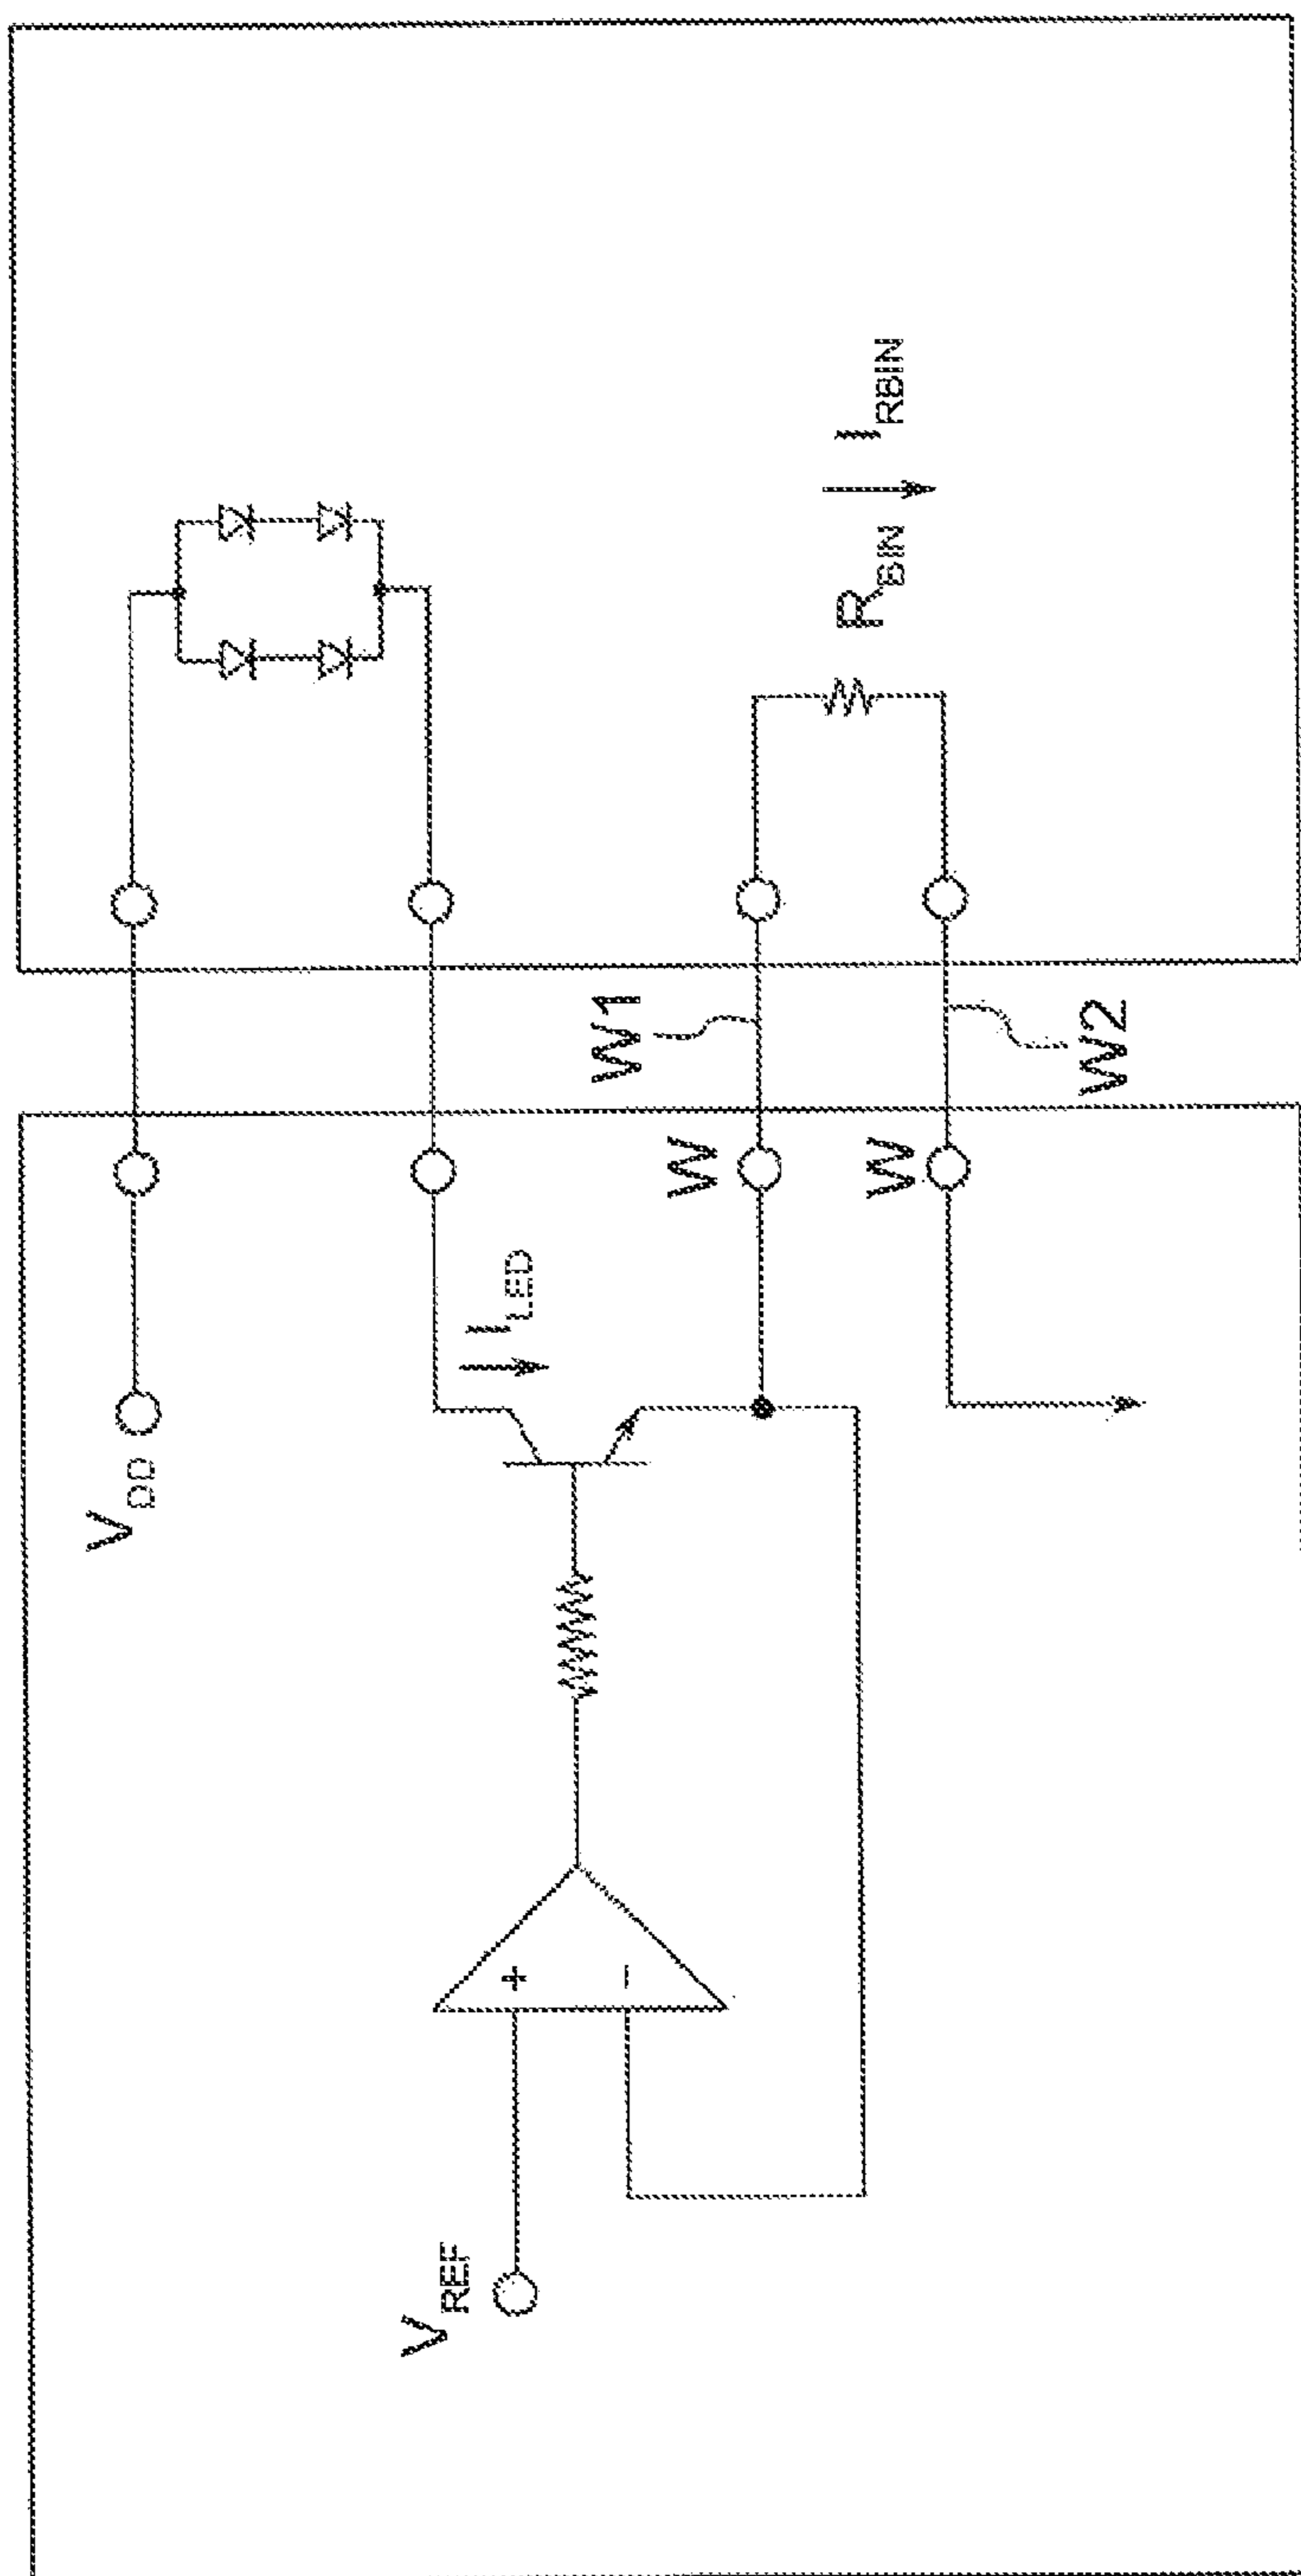 V_DD
I_LED
V_REF
+
-
W
W
W1
W2
R_BIN
I_RBIN